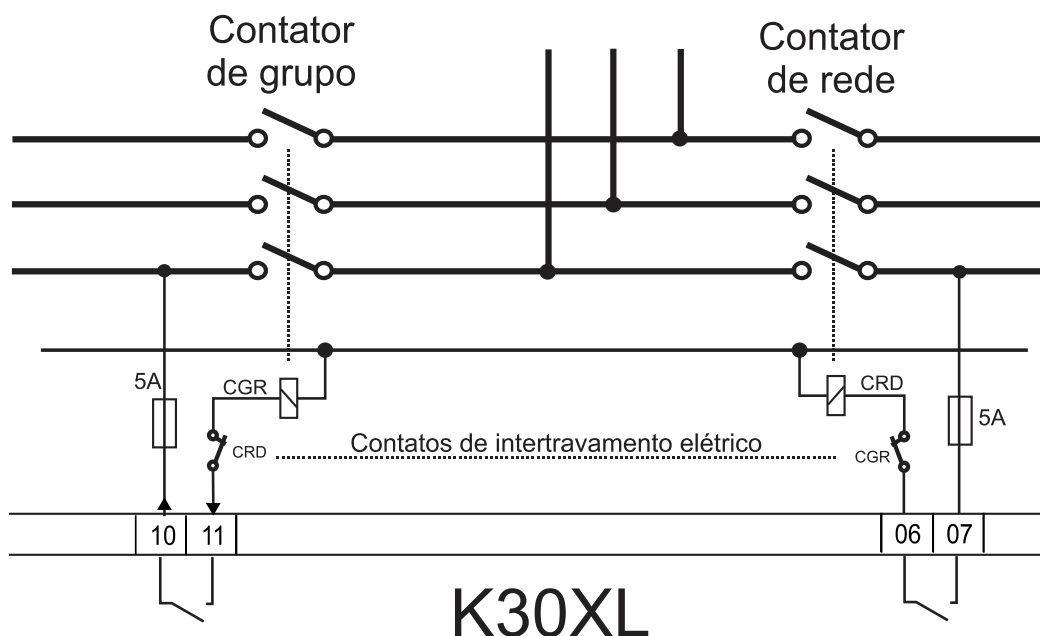 Contator
de grupo
Contator
de rede
5A
CGR
CRD
5A
CRD
Contatos de intertravamento elétrico
CGR
10
11
06
07
K30XL